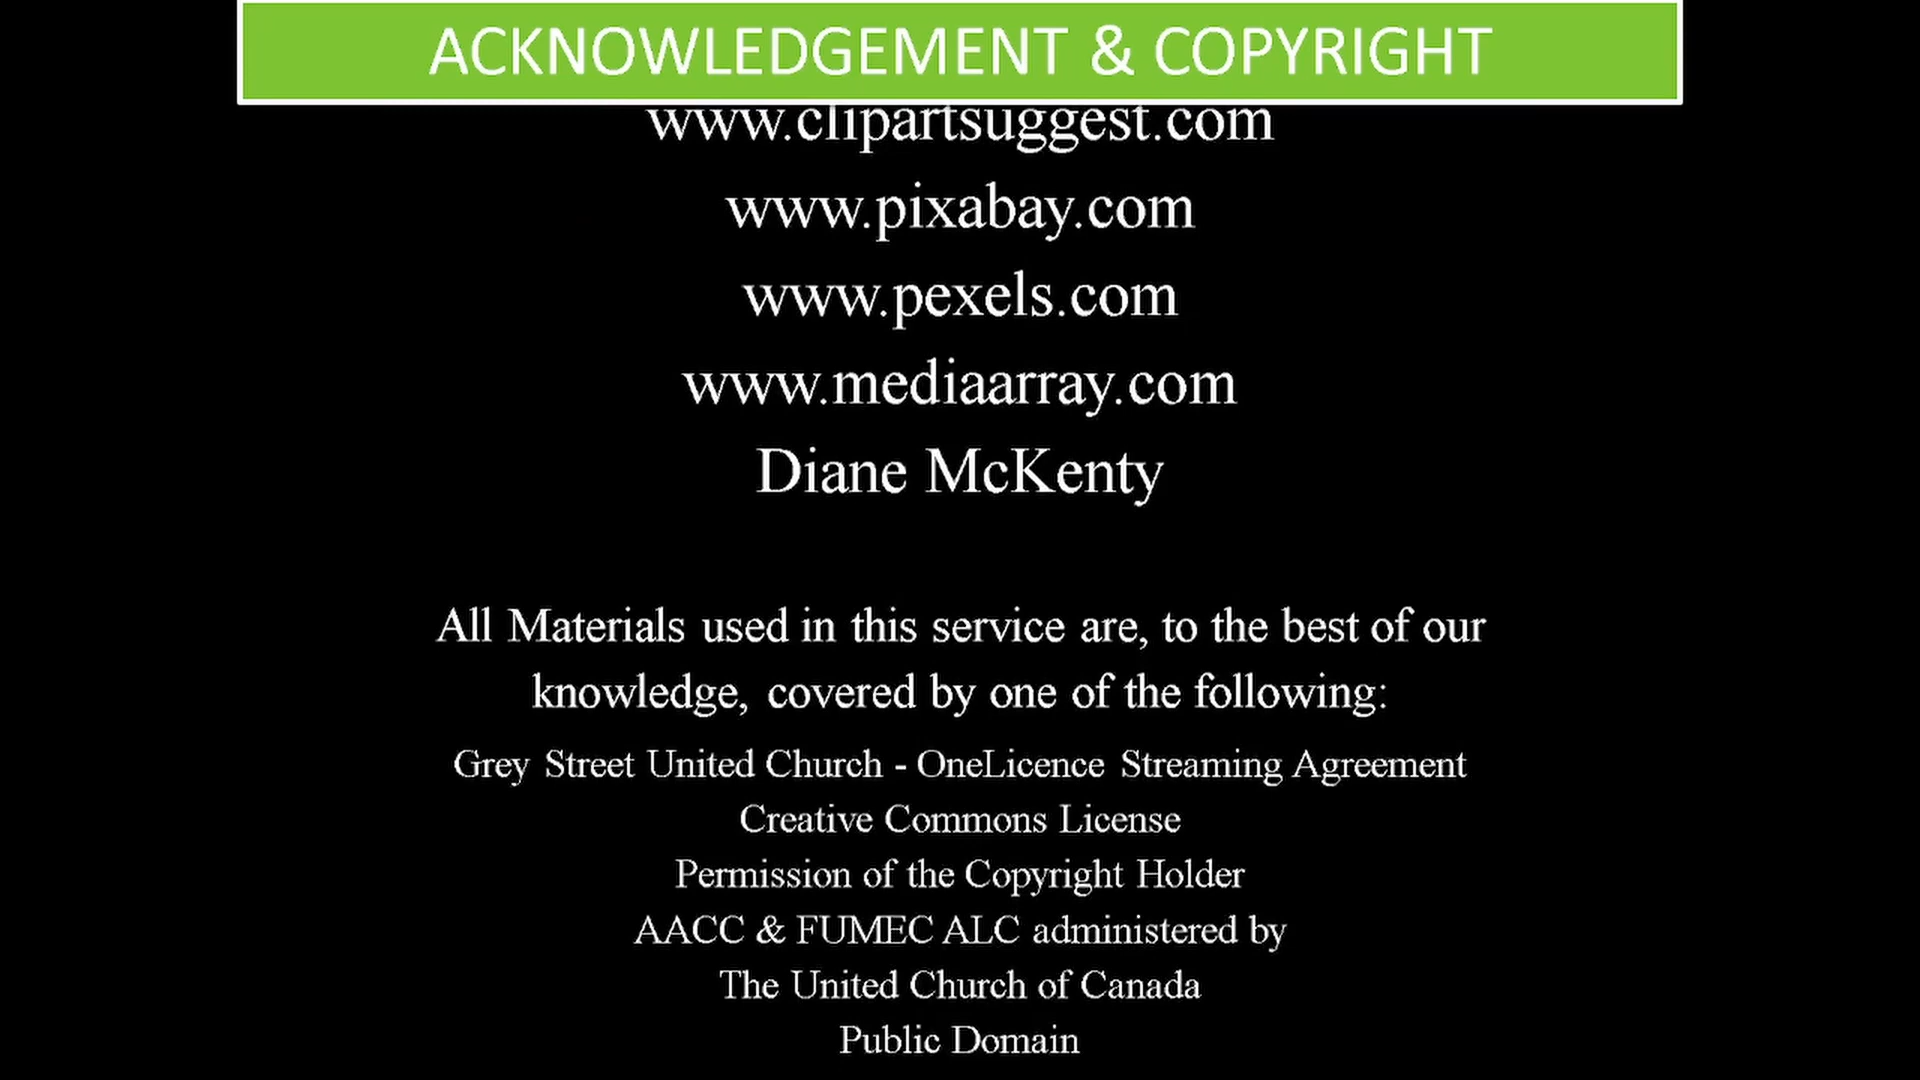 ACKNOWLEDGEMENT & COPYRIGHT
www.clipartsuggest.com
www.pixabay.com
www.pexels.com
www.mediaarray.com
Diane McKenty
All Materials used in this service are, to the best of our
knowledge, covered by one of the following:
Grey Street United Church - OneLicence Streaming Agreement
Creative Commons License
Permission of the Copyright Holder
AACC & FUMEC ALC administered by
The United Church of Canada
Public Domain